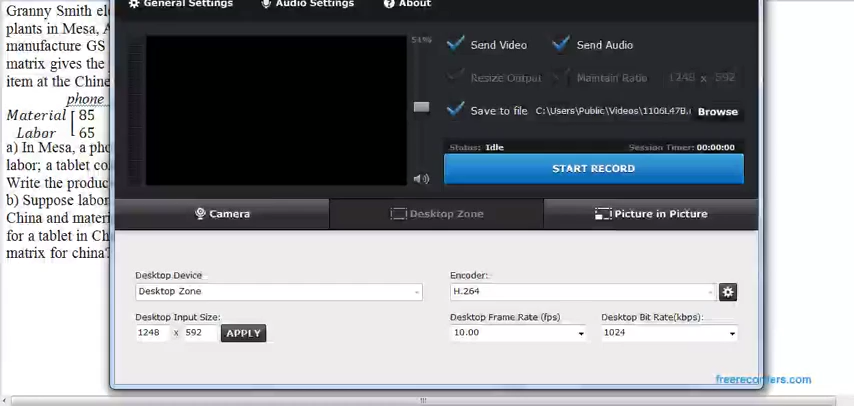 Granny Smith ele
plants in Mesa, A
manufacture GS
matrix gives the
item at the Chine
phone
Material 85
Labor 65
a) In Mesa, a pho
labor; a tablet co
Write the produc
b) Suppose labor
China and materi
for a tablet in Ch
matrix for china?
General Settings Audio Settings About
51%
Send Video Send Audio
Resize Output Maintain Ratio 1248 x 592
Save to file C:\Users\Public\Videos\1106L47B. Browse
Status: Idle Session Timer: 00:00:00
START RECORD
Camera Desktop Zone Picture in Picture
Desktop Device Encoder:
Desktop Zone H.264
Desktop Input Size: Desktop Frame Rate (fps) Desktop Bit Rate(kbps):
1248 x 592 APPLY 10.00 1024
freerecorders.com